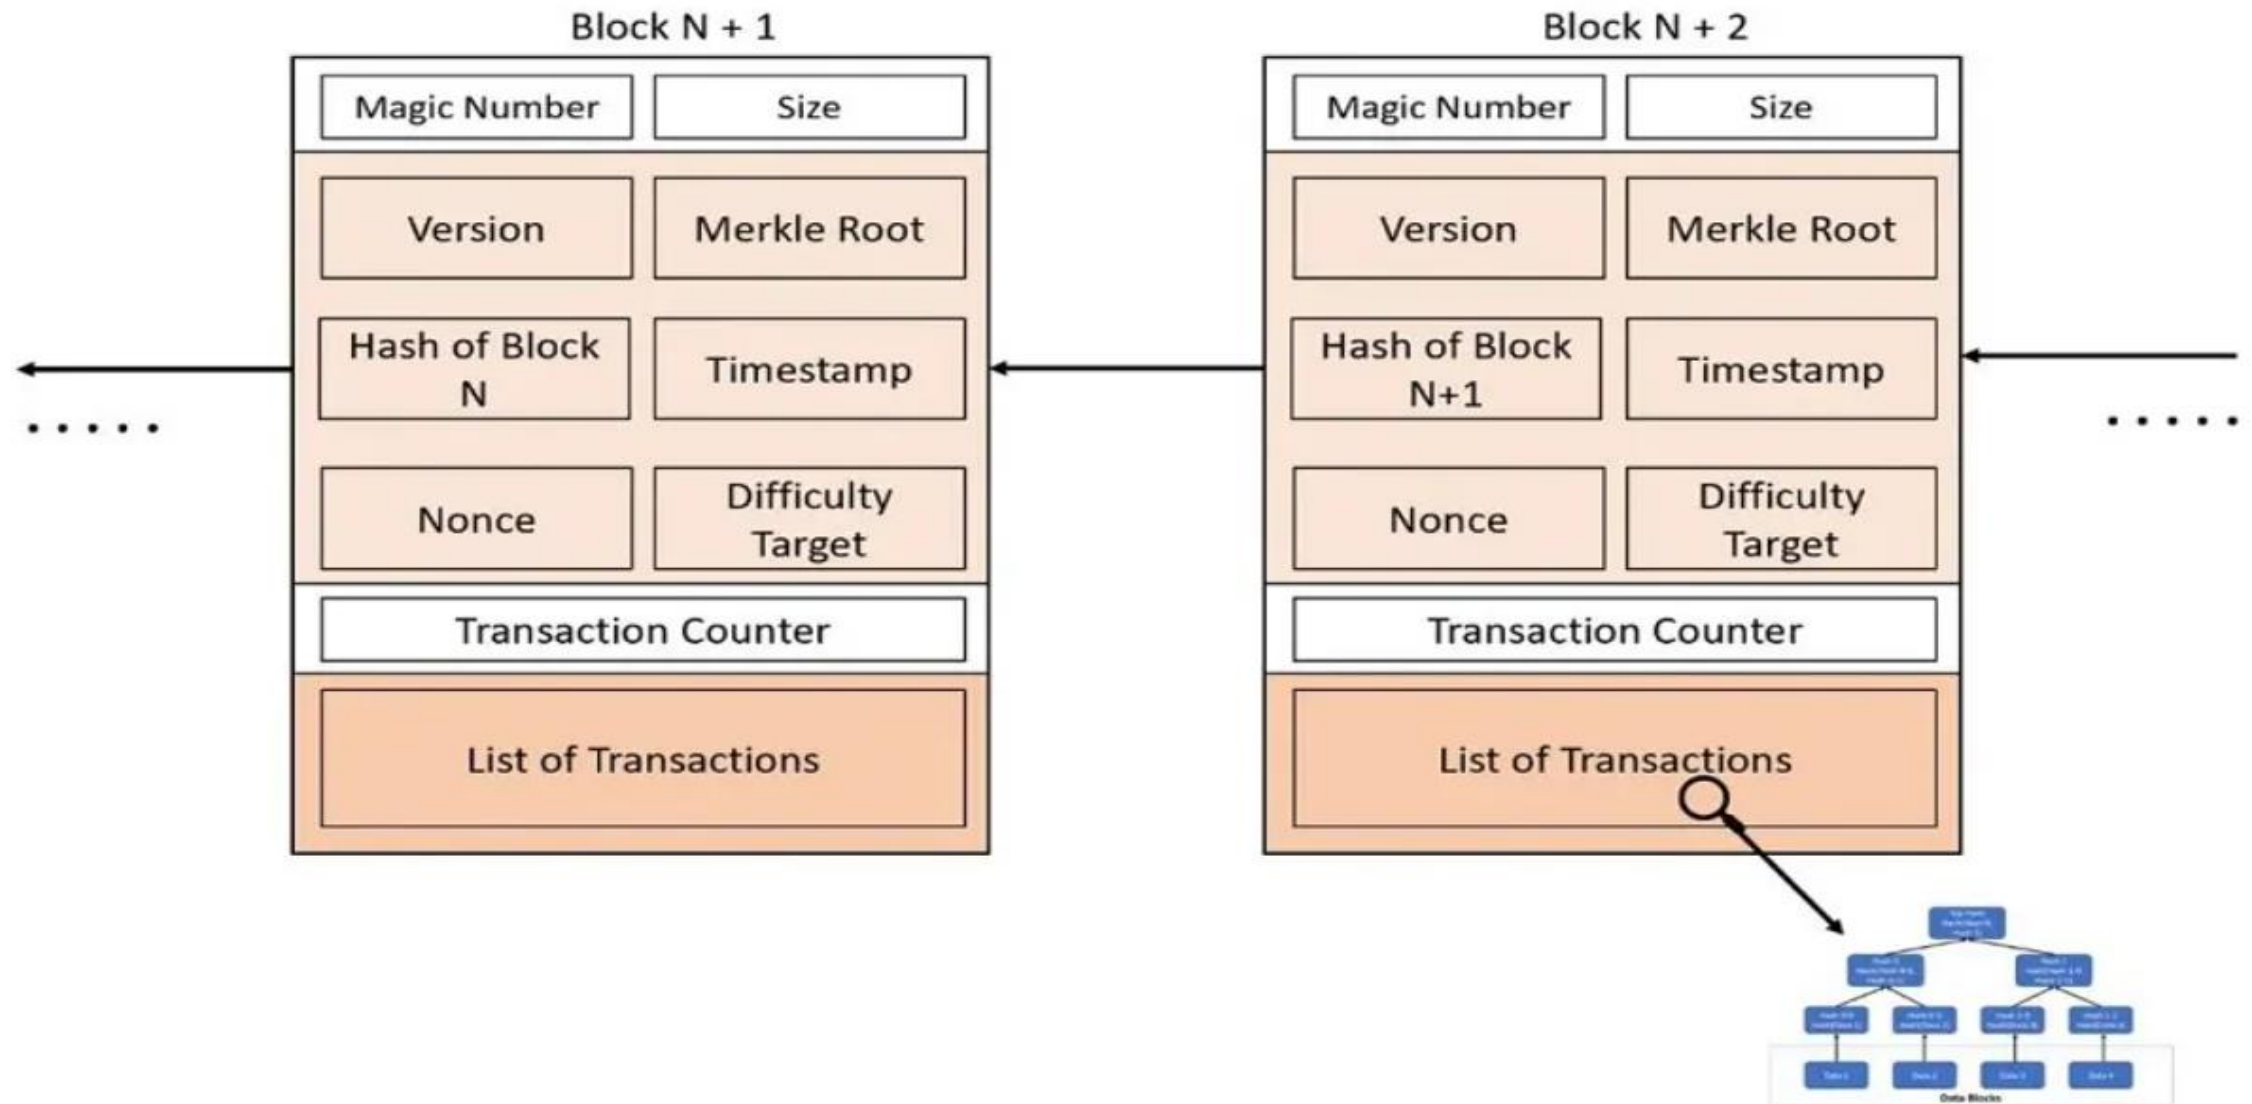 Block N + 1
Magic Number
Size
Version
Merkle Root
Hash of Block
N
Timestamp
Nonce
Difficulty
Target
Transaction Counter
List of Transactions
Block N + 2
Magic Number
Size
Version
Merkle Root
Hash of Block
N+1
Timestamp
Nonce
Difficulty
Target
Transaction Counter
List of Transactions
Data Blocks